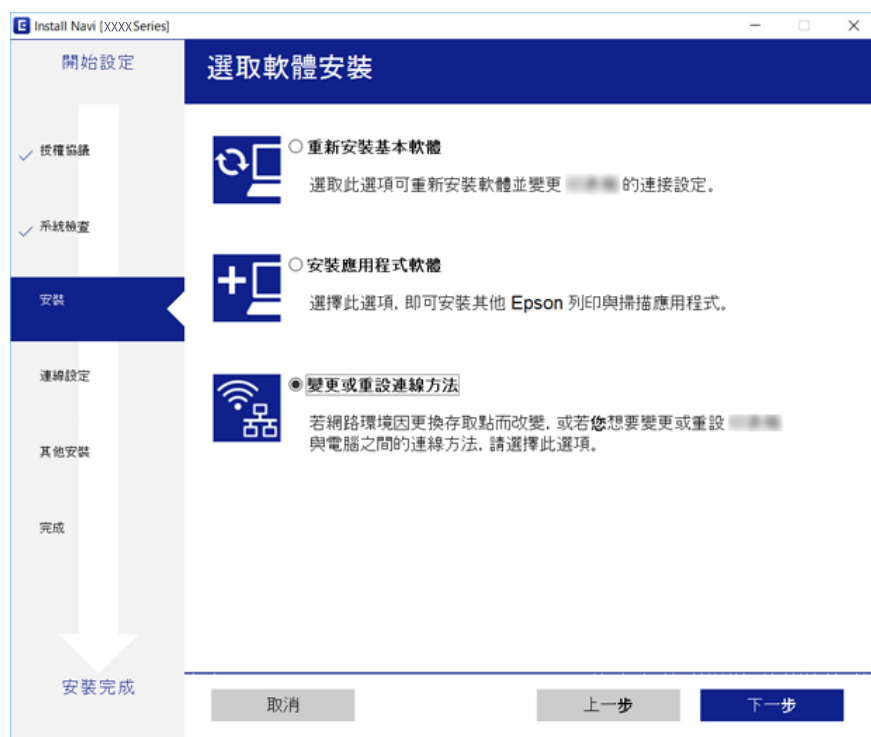 Install Navi [XXXX Series]
開始設定
授權協議
系統檢查
安裝
連線設定
其他安裝
完成
安裝完成
選取軟體安裝
重新安裝基本軟體
選取此選項可重新安裝軟體並變更 的連接設定。
安裝應用程式軟體
選擇此選項, 即可安裝其他 Epson 列印與掃描應用程式。
變更或重設連線方法
若網路環境因更換存取點而改變, 或若您想要變更或重設
與電腦之間的連線方法, 請選擇此選項。
取消
上一步
下一步